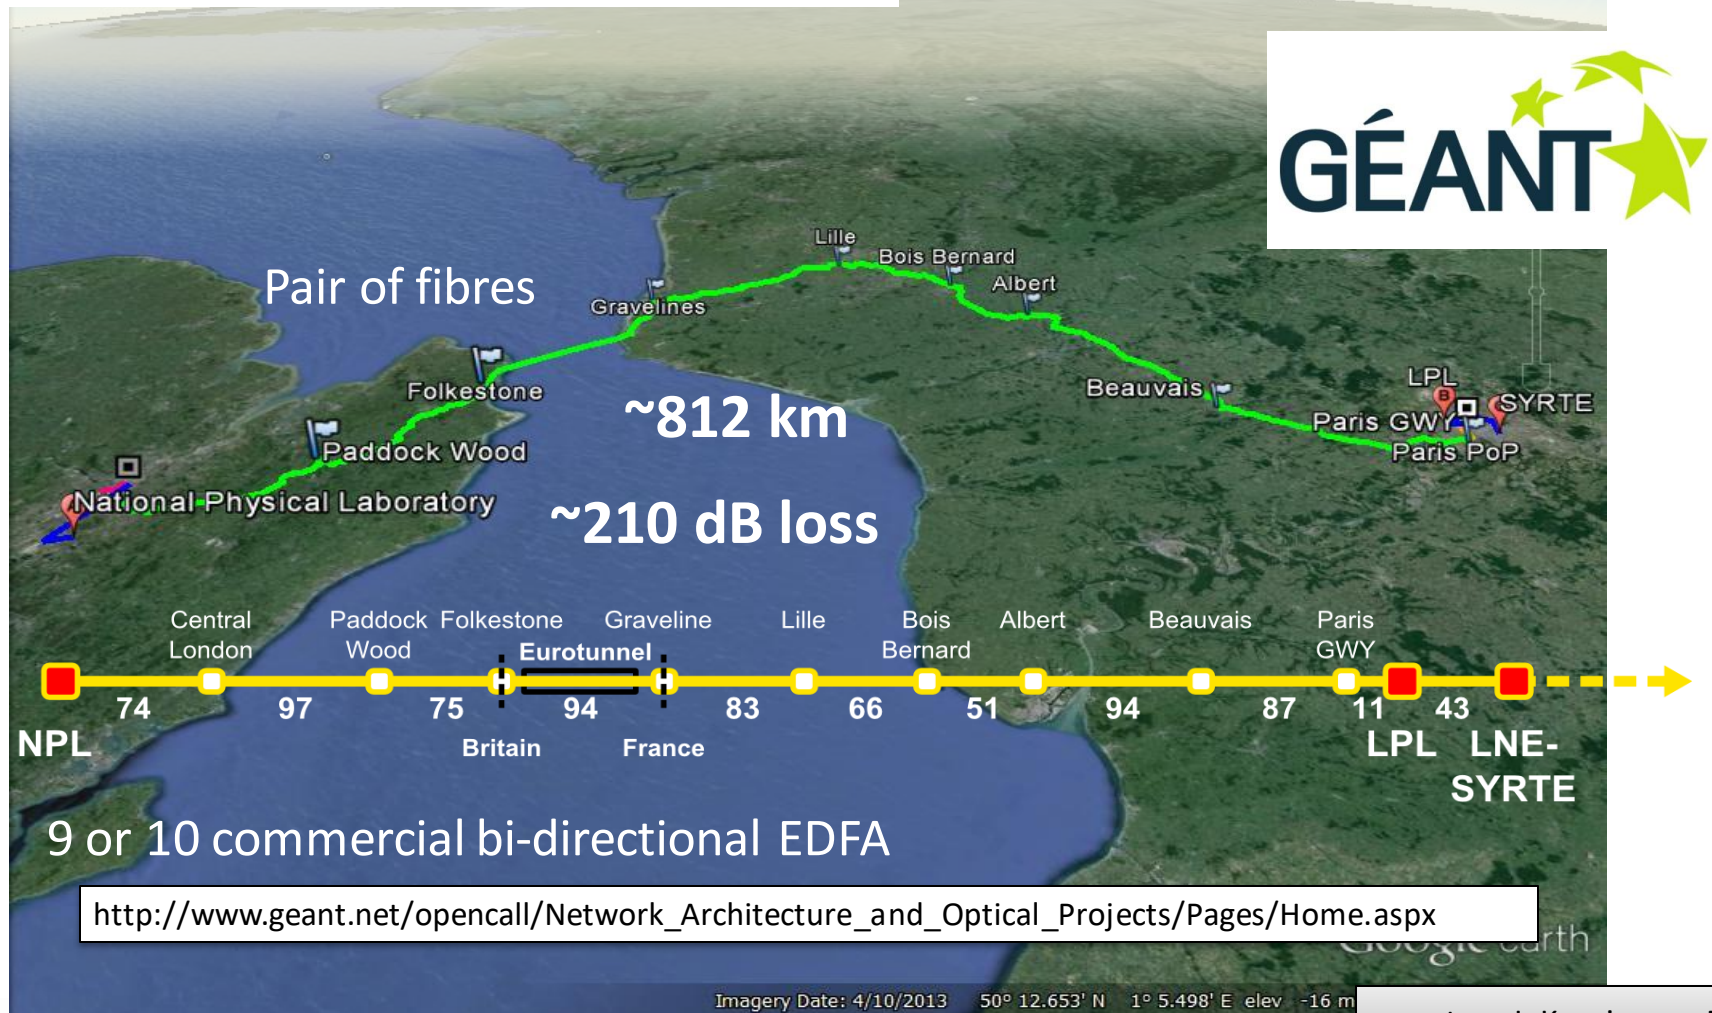 GÉANT
Lille
Bois Bernard
Albert
Pair of fibres
Gravelines
Folkestone
Beauvais
LPL
SYRTE
Paris GWY
Paris PoP
~812 km
Paddock Wood
National Physical Laboratory
~210 dB loss
Central London
Paddock Wood
Folkestone
Graveline
Lille
Bois Bernard
Albert
Beauvais
Paris GWY
Eurotunnel
74 97 75 94 83 66 51 94 87 11 43
NPL
Britain
France
LPL
LNE-
SYRTE
9 or 10 commercial bi-directional EDFA
http://www.geant.net/opencall/Network_Architecture_and_Optical_Projects/Pages/Home.aspx
Google earth
Imagery Date: 4/10/2013 50° 12.653' N 1° 5.498' E elev -16 m